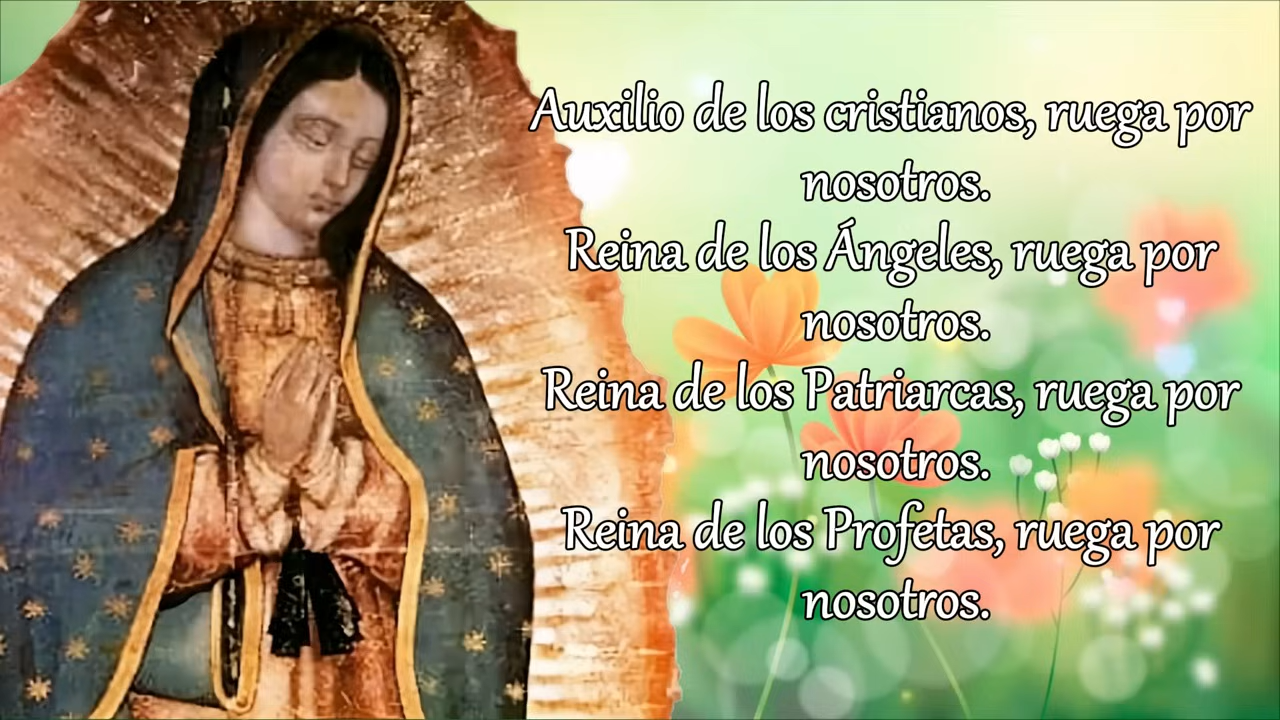 Auxilio de los cristianos, ruega por
nosotros.
Reina de los Ángeles, ruega por
nosotros.
Reina de los Patriarcas, ruega por
nosotros.
Reina de los Profetas, ruega por
nosotros.